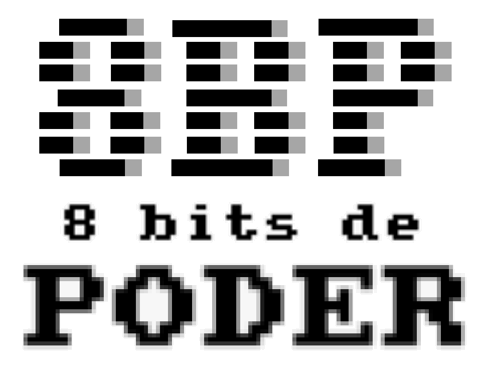 8BP
8 bits de
PODER